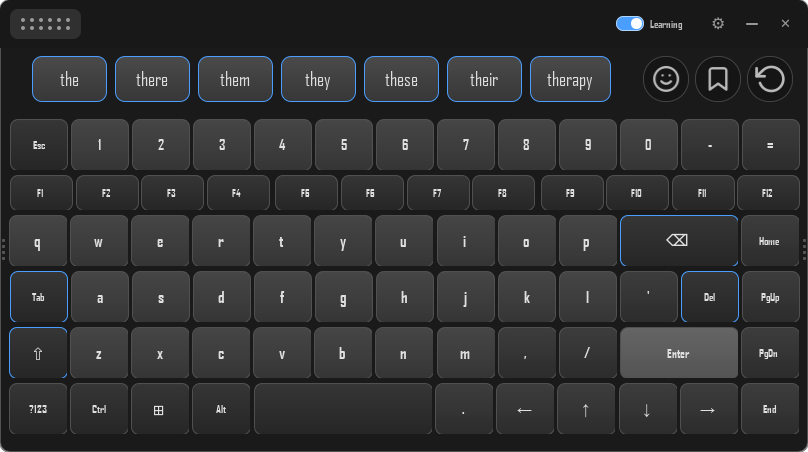 Learning
the there them they these their therapy
Esc 1 2 3 4 5 6 7 8 9 0 - =
F1 F2 F3 F4 F5 F6 F7 F8 F9 F10 F11 F12
q w e r t y u i o p ⌫ Home
Tab a s d f g h j k l ' Del PgUp
⇧ z x c v b n m , / Enter PgDn
?123 Ctrl ⊞ Alt . ← ↑ ↓ → End